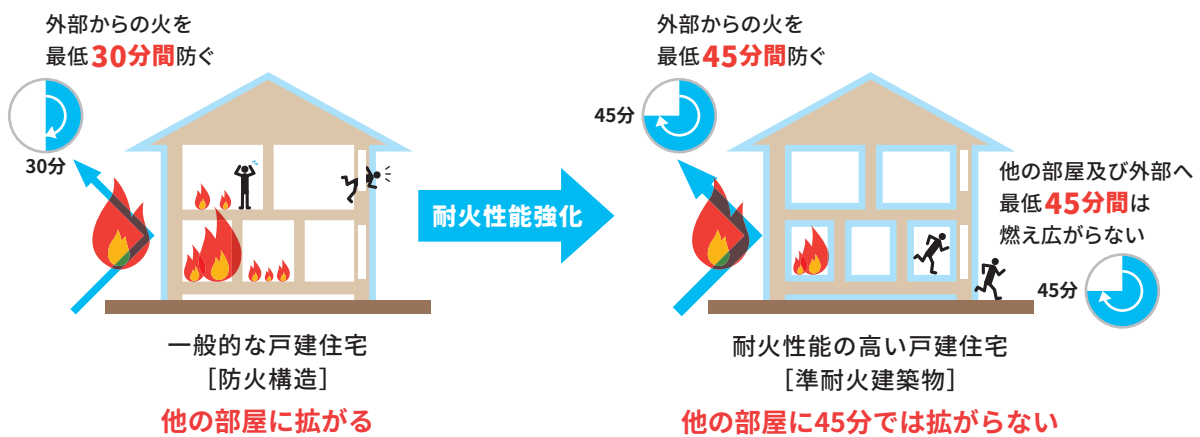 外部からの火を
最低30分間防ぐ
30分
一般的な戸建住宅
［防火構造］
他の部屋に拡がる
耐火性能強化
外部からの火を
最低45分間防ぐ
45分
他の部屋及び外部へ
最低45分間は
燃え広がらない
45分
耐火性能の高い戸建住宅
［準耐火建築物］
他の部屋に45分では拡がらない